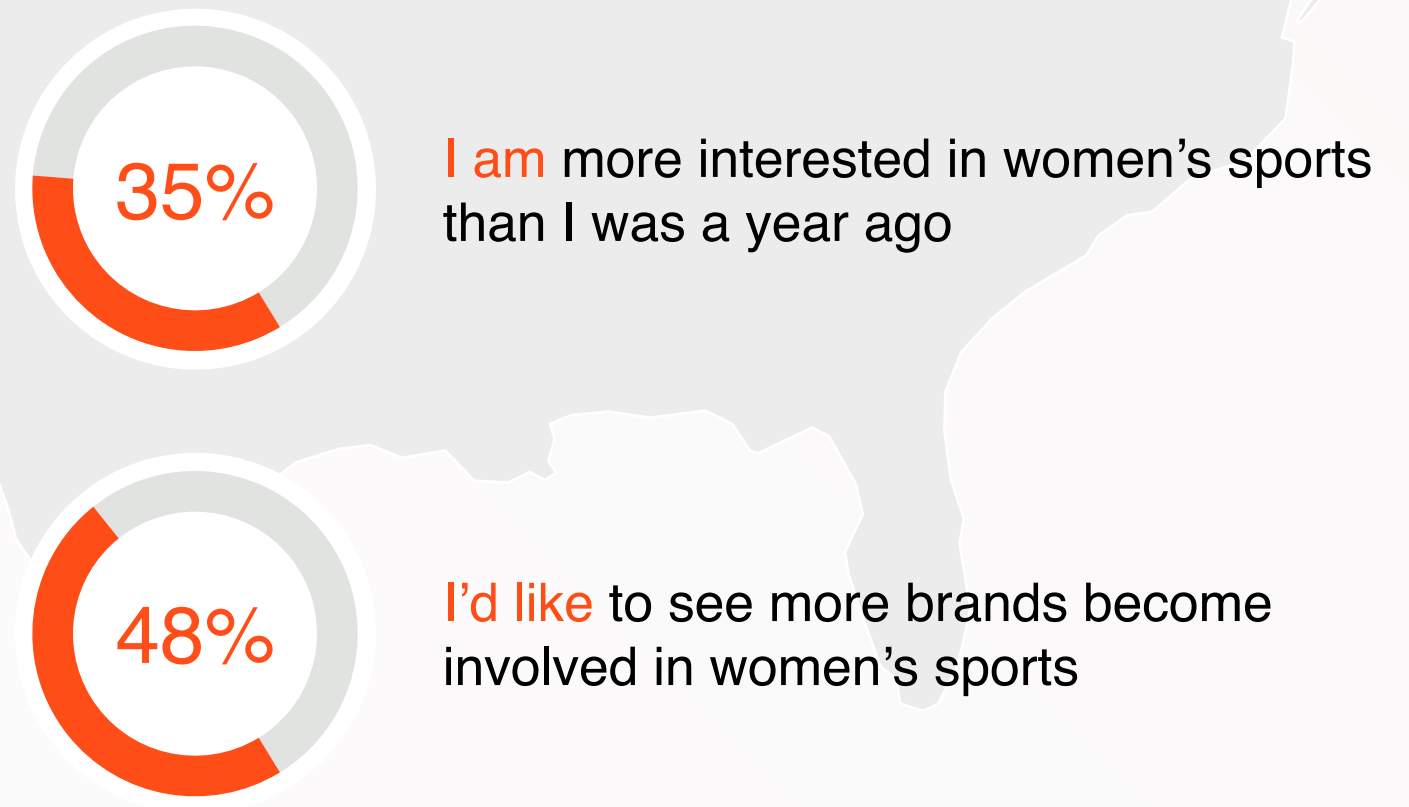 35%
I am more interested in women’s sports
than I was a year ago
48%
I’d like to see more brands become
involved in women’s sports